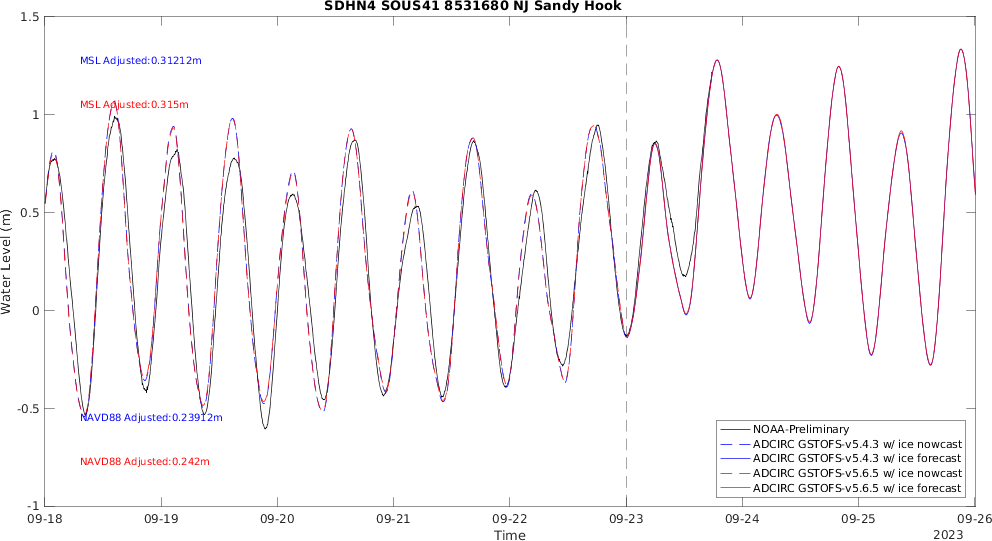 SDHN4 SOUS41 8531680 NJ Sandy Hook
1.5
1
0.5
0
-0.5
-1
Water Level (m)
MSL Adjusted:0.31212m
MSL Adjusted:0.315m
NAVD88 Adjusted:0.23912m
NAVD88 Adjusted:0.242m
NOAA-Preliminary
ADCIRC GSTOFS-v5.4.3 w/ ice nowcast
ADCIRC GSTOFS-v5.4.3 w/ ice forecast
ADCIRC GSTOFS-v5.6.5 w/ ice nowcast
ADCIRC GSTOFS-v5.6.5 w/ ice forecast
09-18 09-19 09-20 09-21 09-22 09-23 09-24 09-25 09-26
Time
2023